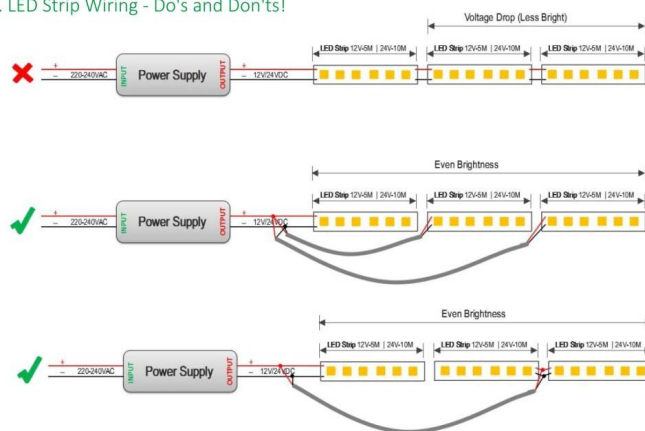 . LED Strip Wiring - Do's and Don'ts!
Voltage Drop (Less Bright)
LED Strip 12V-5M | 24V-10M LED Strip 12V-5M | 24V-10M LED Strip 12V-5M | 24V-10M
+ − 220-240VAC INPUT Power Supply OUTPUT + − 12V/24VDC
Even Brightness
LED Strip 12V-5M | 24V-10M LED Strip 12V-5M | 24V-10M LED Strip 12V-5M | 24V-10M
+ − 220-240VAC INPUT Power Supply OUTPUT + − 12V/24VDC
Even Brightness
LED Strip 12V-5M | 24V-10M LED Strip 12V-5M | 24V-10M LED Strip 12V-5M | 24V-10M
+ − 220-240VAC INPUT Power Supply OUTPUT + − 12V/24VDC